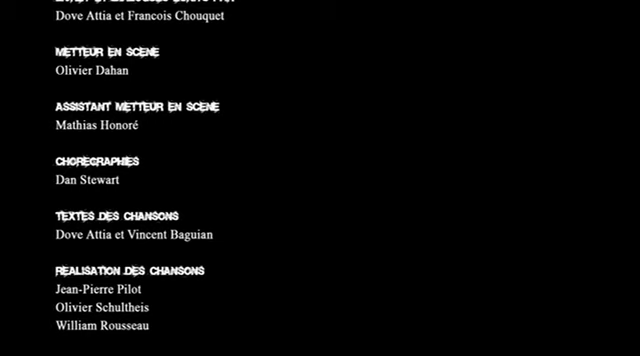 Dove Attia et Francois Chouquet
METTEUR EN SCENE
Olivier Dahan
ASSISTANT METTEUR EN SCENE
Mathias Honoré
CHOREGRAPHIES
Dan Stewart
TEXTES DES CHANSONS
Dove Attia et Vincent Baguian
REALISATION DES CHANSONS
Jean-Pierre Pilot
Olivier Schultheis
William Rousseau